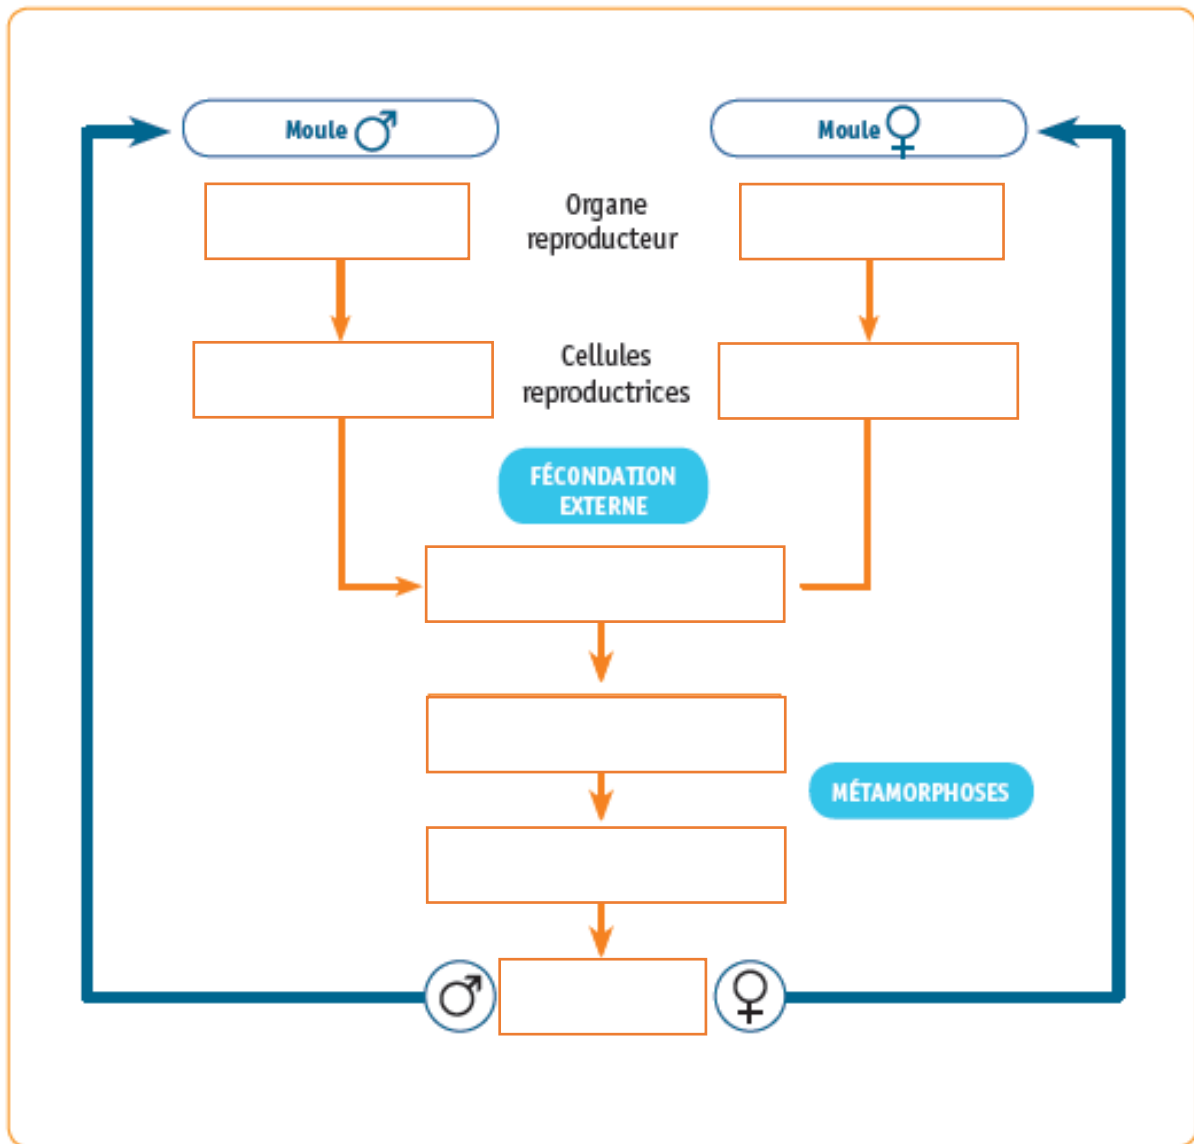 Moule
Moule
Organe
reproducteur
Cellules
reproductrices
FÉCONDATION
EXTERNE
MÉTAMORPHOSES